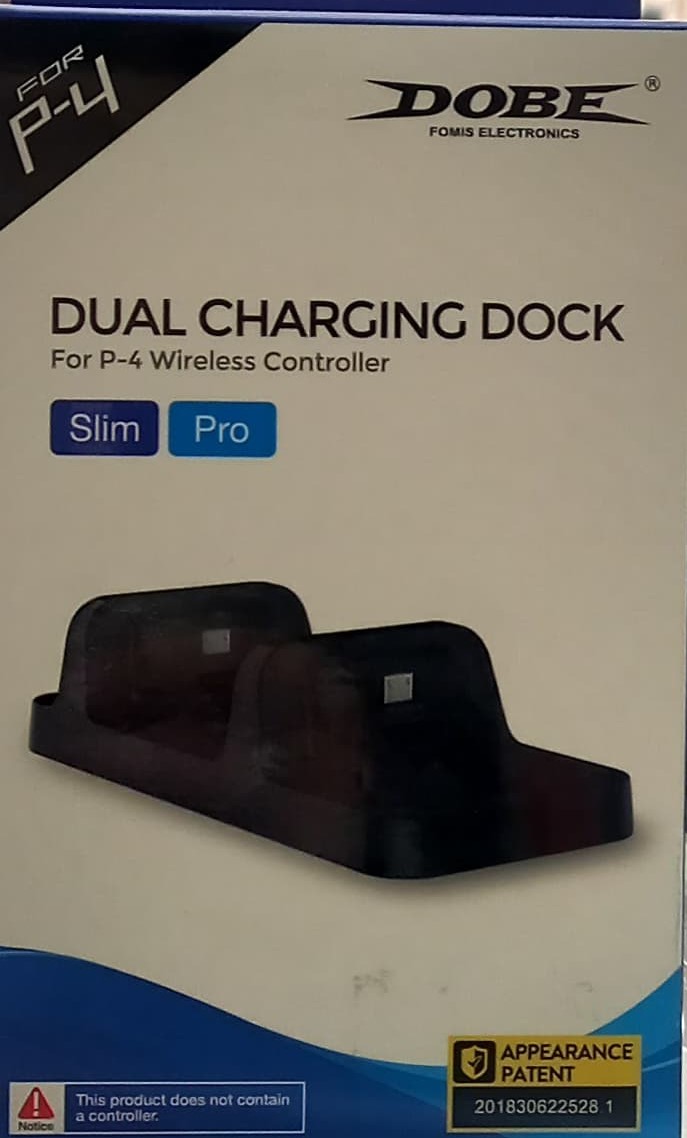 FOR
P-4
DOBE®
FOMIS ELECTRONICS
DUAL CHARGING DOCK
For P-4 Wireless Controller
Slim Pro
APPEARANCE
PATENT
201830622528.1
This product does not contain
a controller.
Notice